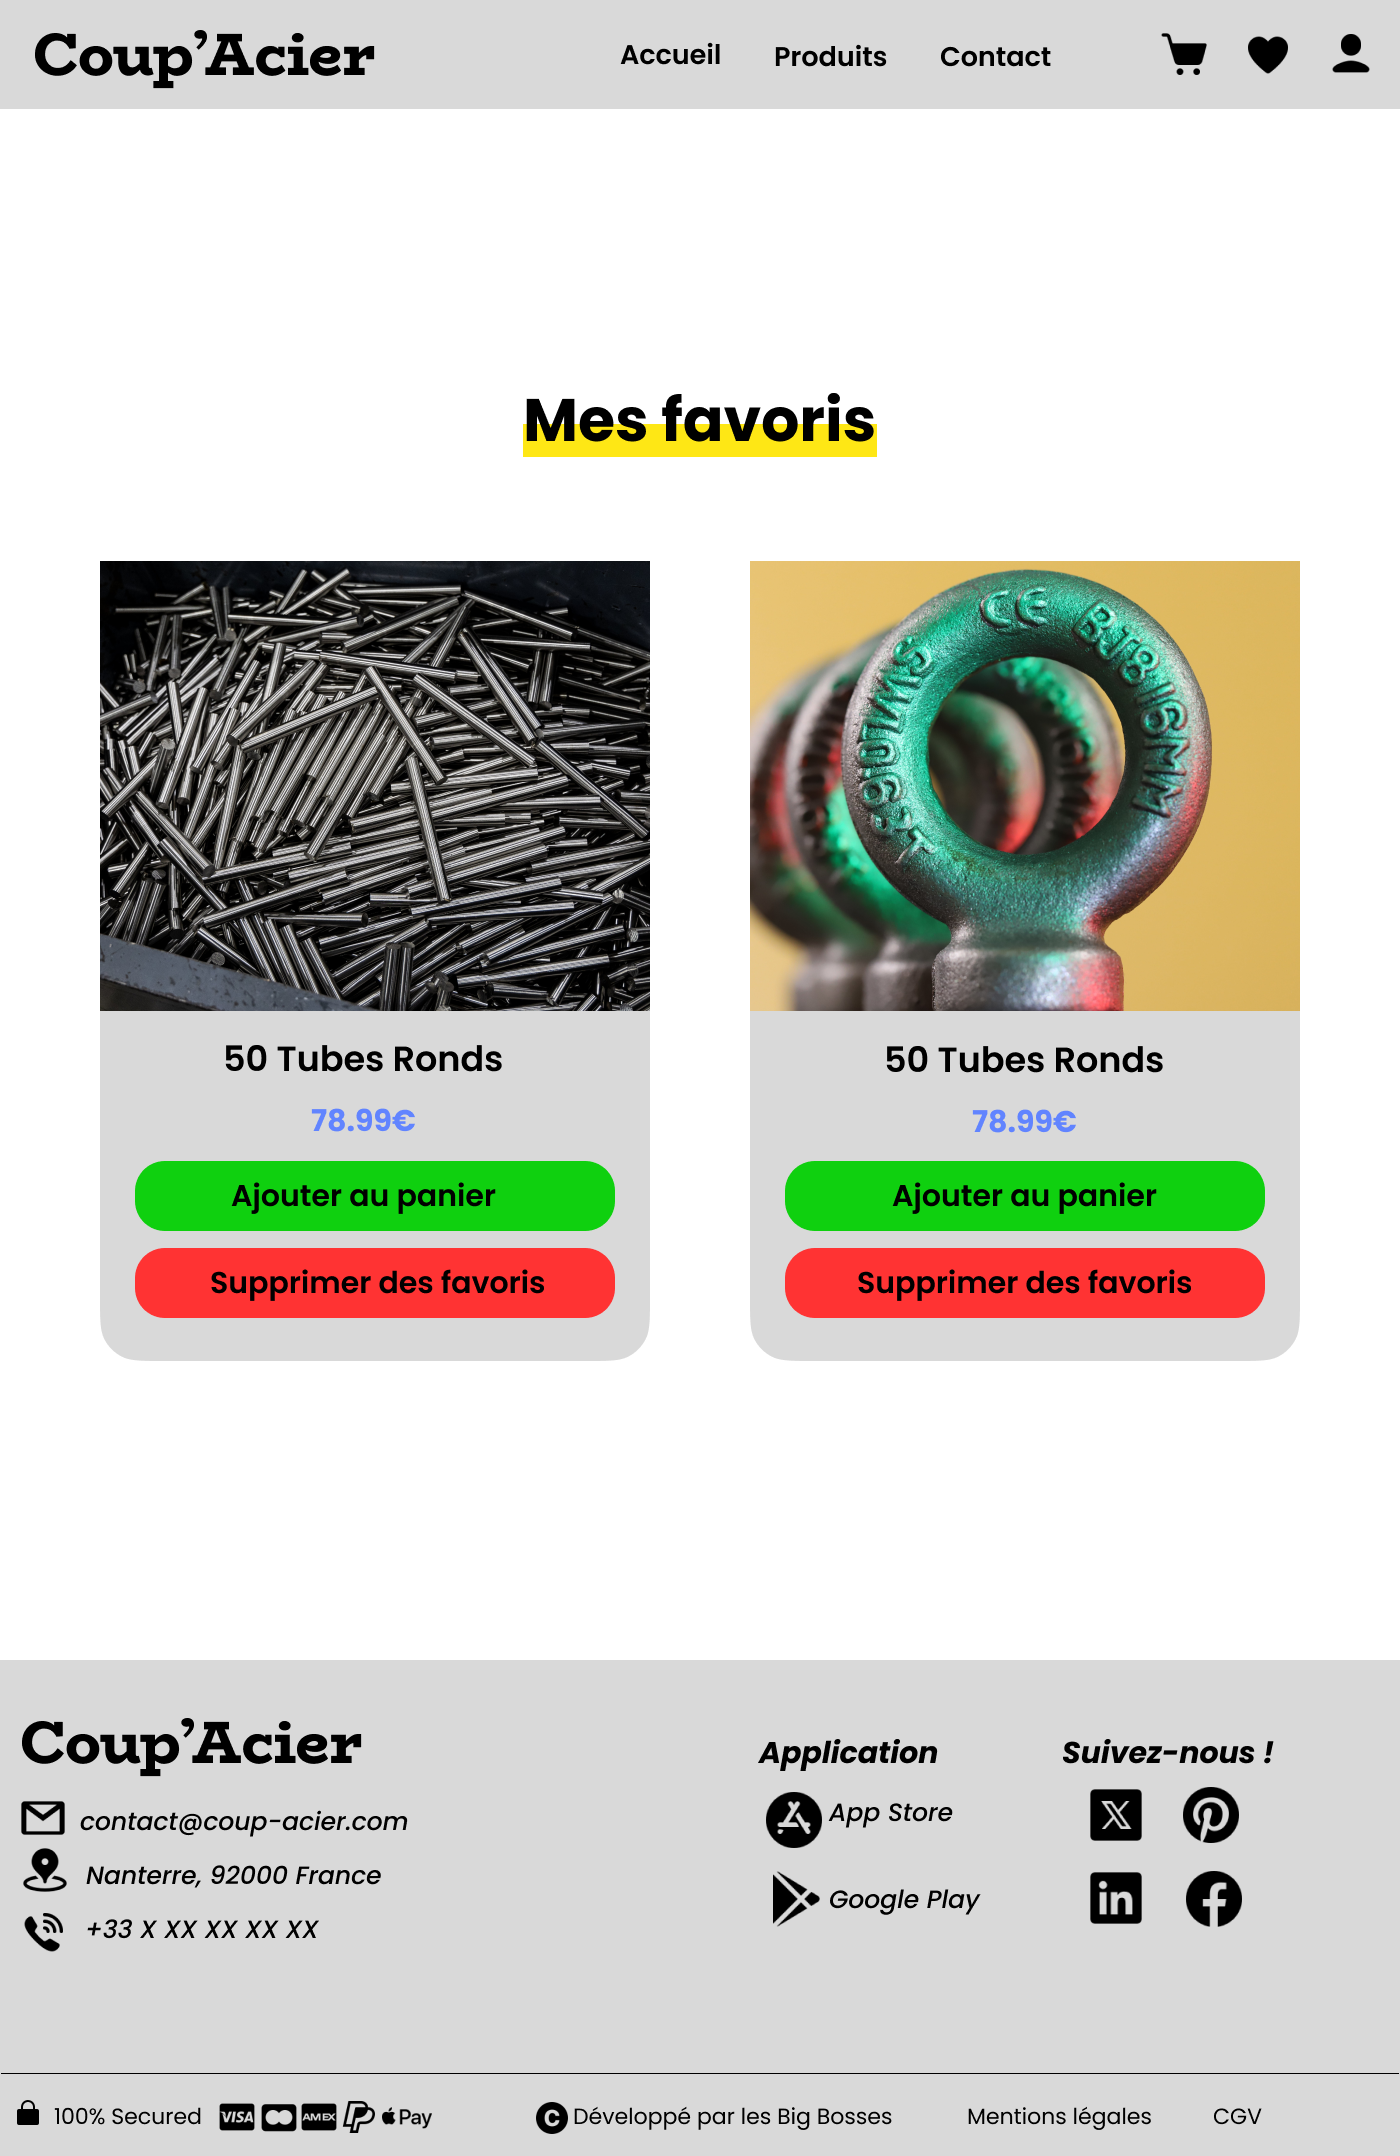 Coup’Acier
Accueil
Produits
Contact
Mes favoris
CE BJ8 16MM
50 Tubes Ronds
78.99€
Ajouter au panier
Supprimer des favoris
50 Tubes Ronds
78.99€
Ajouter au panier
Supprimer des favoris
Coup’Acier
contact@coup-acier.com
Nanterre, 92000 France
+33 X XX XX XX XX
Application
App Store
Google Play
Suivez-nous !
100% Secured
VISA
AMEX
Pay
Développé par les Big Bosses
Mentions légales
CGV